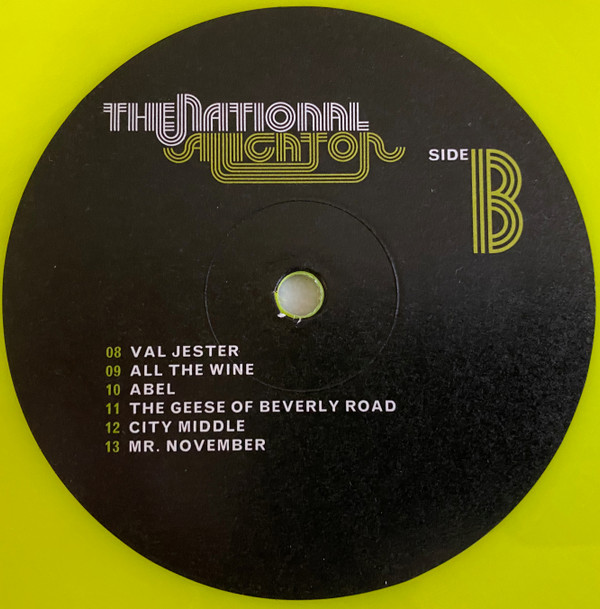 THE NATIONAL
ALLIGATOR
SIDE B
08 VAL JESTER
09 ALL THE WINE
10 ABEL
11 THE GEESE OF BEVERLY ROAD
12 CITY MIDDLE
13 MR. NOVEMBER